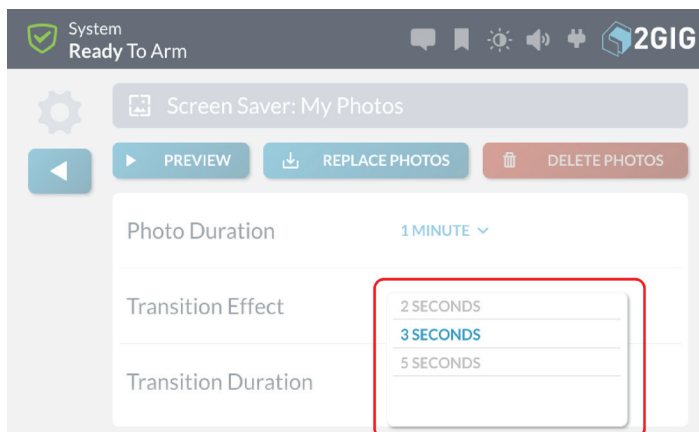 System
Ready To Arm
2GIG
Screen Saver: My Photos
PREVIEW
REPLACE PHOTOS
DELETE PHOTOS
Photo Duration
1 MINUTE
Transition Effect
2 SECONDS
3 SECONDS
5 SECONDS
Transition Duration